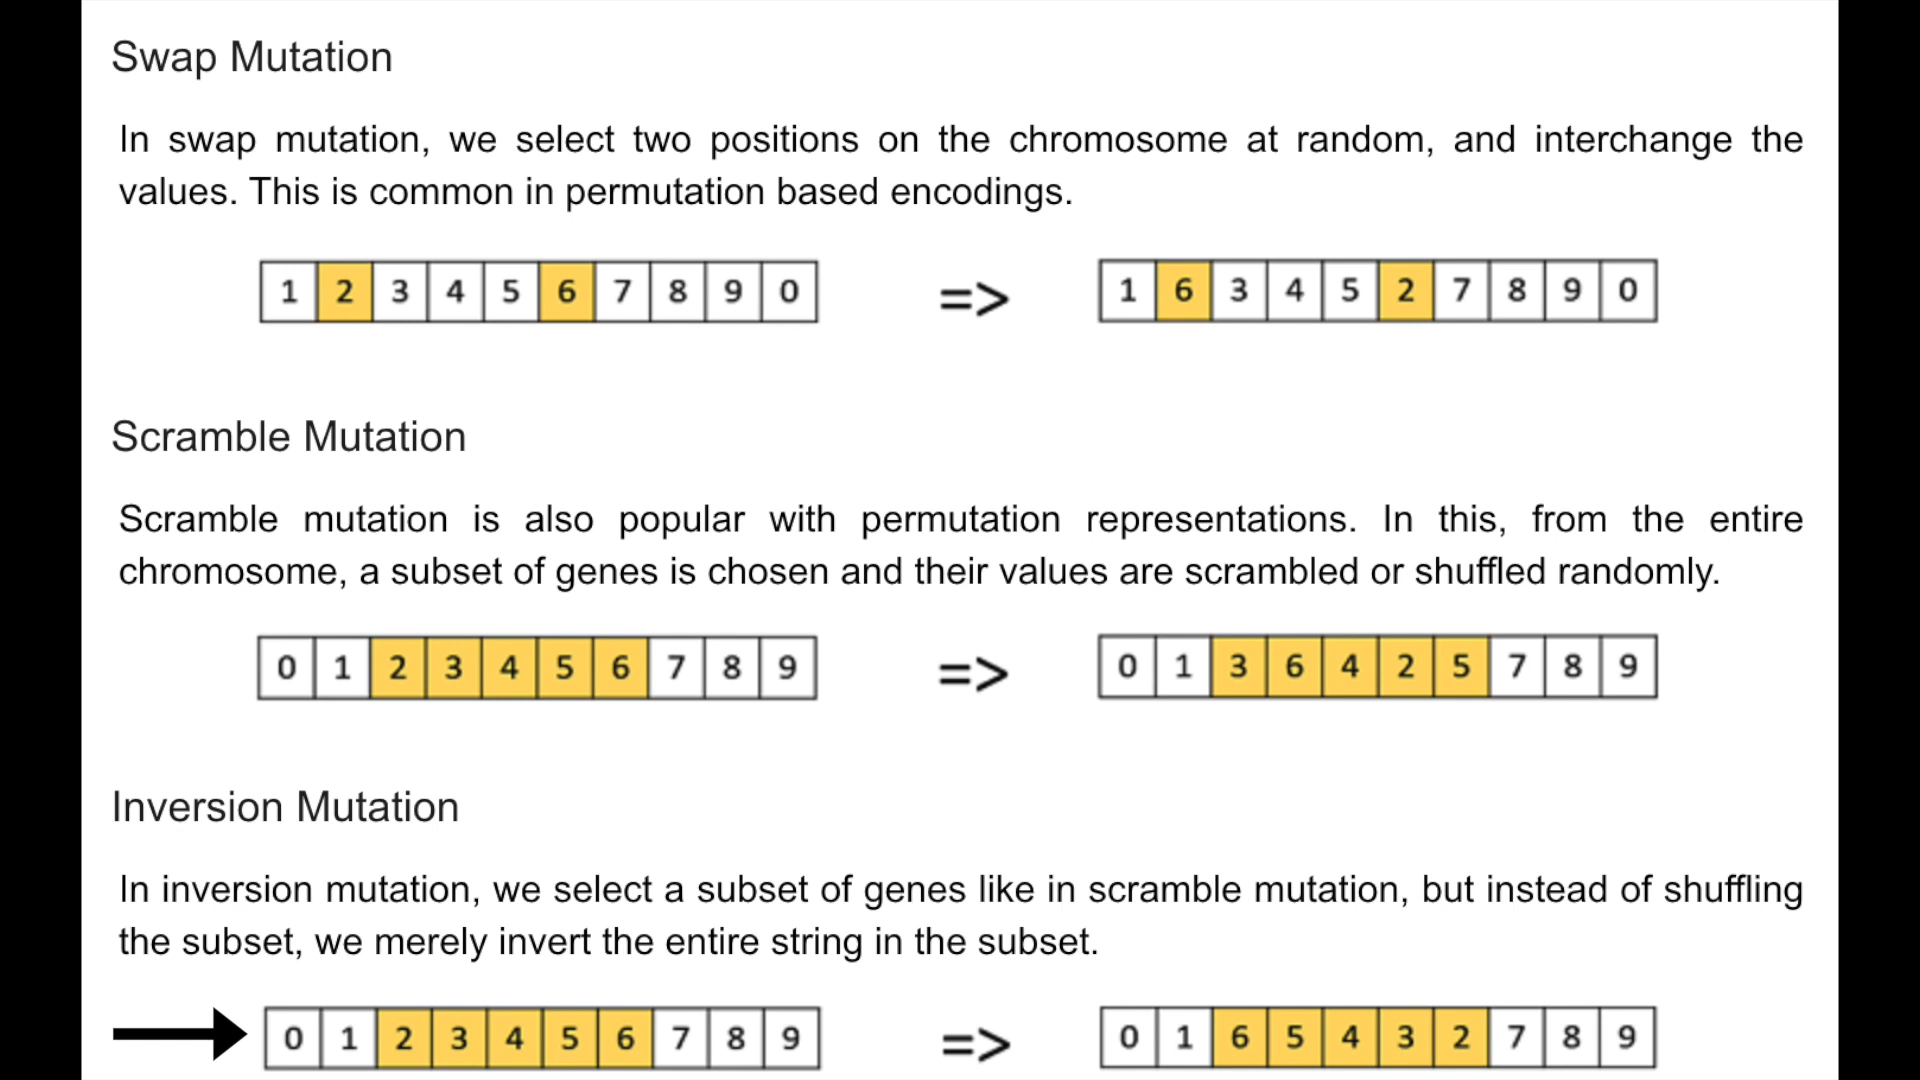 Swap Mutation
In swap mutation, we select two positions on the chromosome at random, and interchange the
values. This is common in permutation based encodings.
1 2 3 4 5 6 7 8 9 0 => 1 6 3 4 5 2 7 8 9 0
Scramble Mutation
Scramble mutation is also popular with permutation representations. In this, from the entire
chromosome, a subset of genes is chosen and their values are scrambled or shuffled randomly.
0 1 2 3 4 5 6 7 8 9 => 0 1 3 6 4 2 5 7 8 9
Inversion Mutation
In inversion mutation, we select a subset of genes like in scramble mutation, but instead of shuffling
the subset, we merely invert the entire string in the subset.
0 1 2 3 4 5 6 7 8 9 => 0 1 6 5 4 3 2 7 8 9